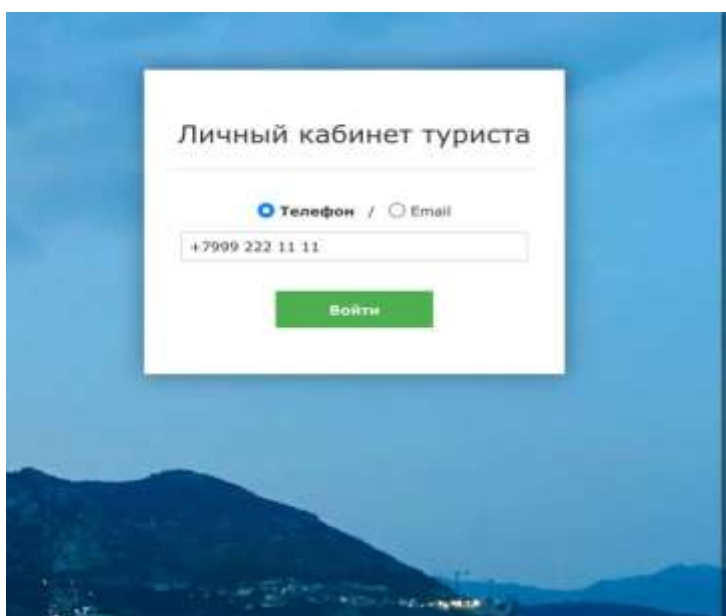 Личный кабинет туриста
Телефон / Email
+7999 222 11 11
Войти